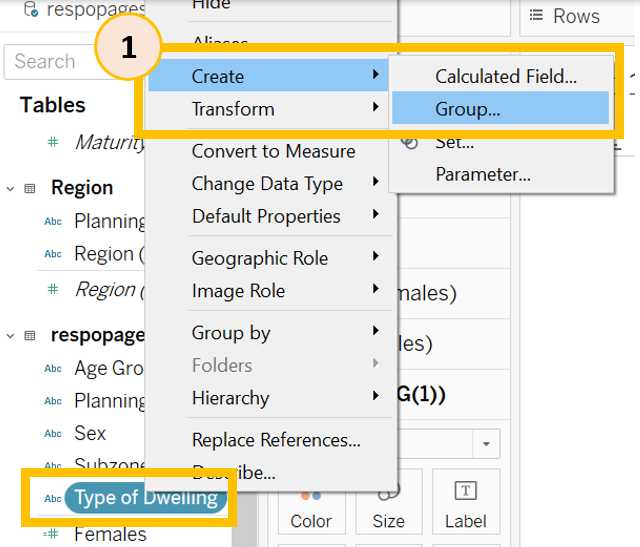 respopages
Search
Tables
# Maturity
Region
Abc Planning
Abc Region (
# Region (
respopage
Abc Age Gro
Abc Planning
Abc Sex
Abc Subzone
Abc Type of Dwelling
=# Females
1
Hide
Aliases
Create
Transform
Convert to Measure
Change Data Type
Default Properties
Geographic Role
Image Role
Group by
Folders
Hierarchy
Replace References...
Describe...
Calculated Field...
Group...
Set...
Parameter...
Rows
males)
les)
G(1))
Color
Size
T
Label